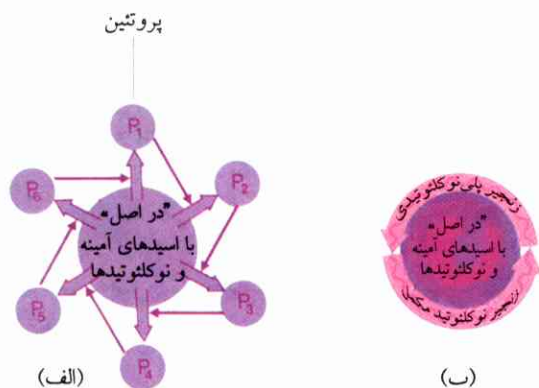 پروتئین
P₁
P₂
P₃
P₄
P₅
P₆
"در اصل"
با اسیدهای آمینه
و نوکلئوتیدها
(الف)
زنجیر پلی‌نوکلئوتیدی
"در اصل"
با اسیدهای آمینه
و نوکلئوتیدها
زنجیر نوکلئوتید مکمل
(ب)